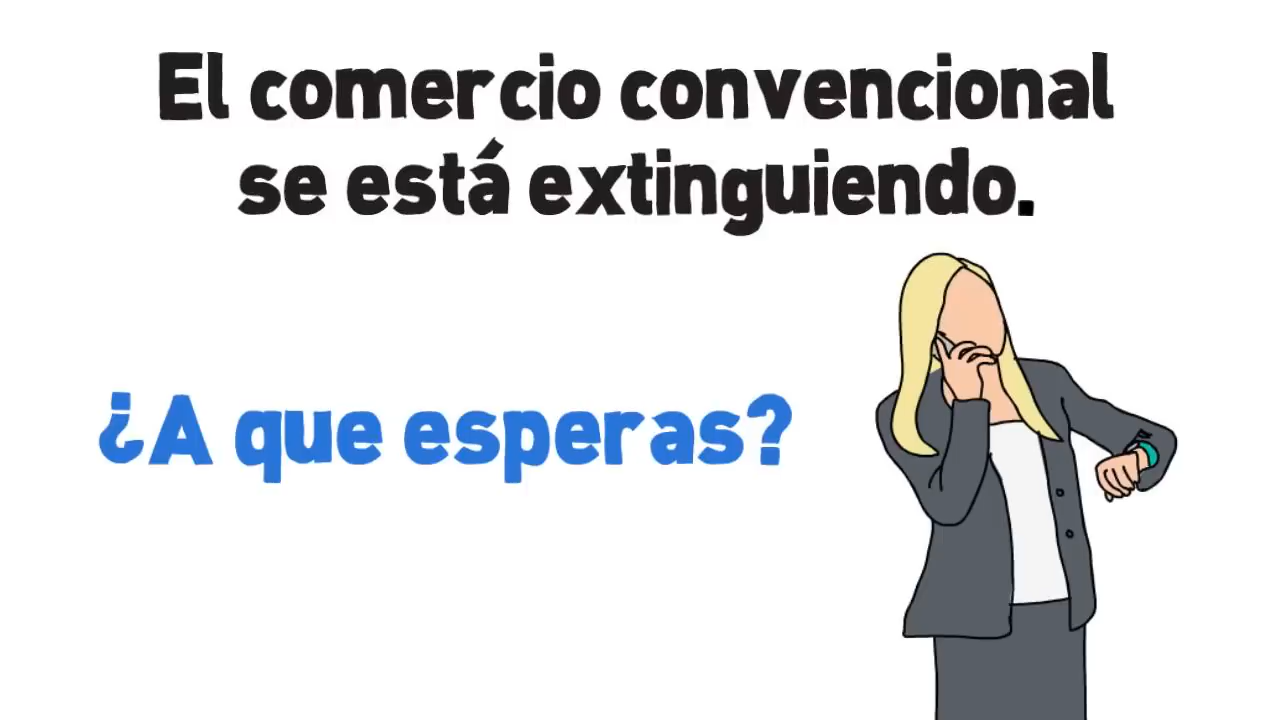 El comercio convencional
se está extinguiendo.
¿A que esperas?